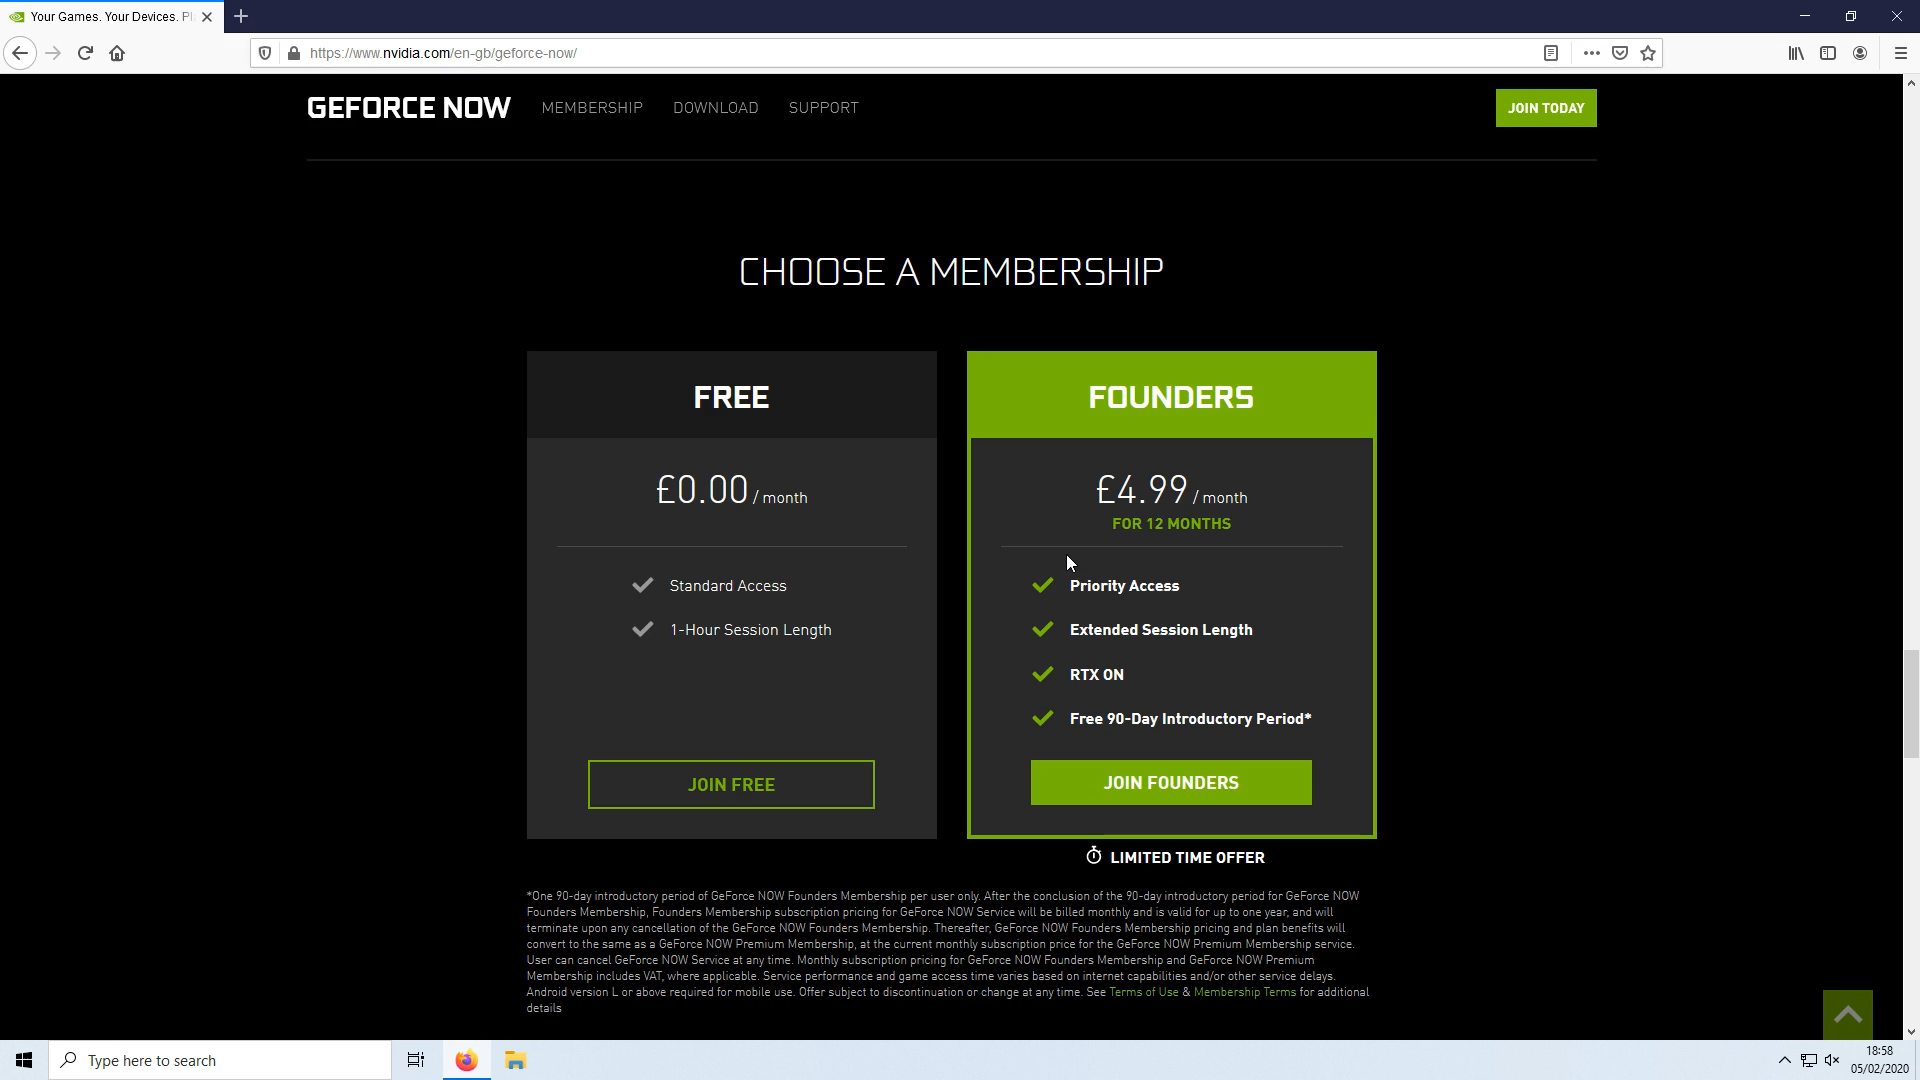 Your Games. Your Devices. Pl
https://www.nvidia.com/en-gb/geforce-now/
GEFORCE NOW
MEMBERSHIP
DOWNLOAD
SUPPORT
JOIN TODAY
CHOOSE A MEMBERSHIP
FREE
£0.00 / month
Standard Access
1-Hour Session Length
JOIN FREE
FOUNDERS
£4.99 / month
FOR 12 MONTHS
Priority Access
Extended Session Length
RTX ON
Free 90-Day Introductory Period*
JOIN FOUNDERS
LIMITED TIME OFFER
*One 90-day introductory period of GeForce NOW Founders Membership per user only. After the conclusion of the 90-day introductory period for GeForce NOW
Founders Membership, Founders Membership subscription pricing for GeForce NOW Service will be billed monthly and is valid for up to one year, and will
terminate upon any cancellation of the GeForce NOW Founders Membership. Thereafter, GeForce NOW Founders Membership pricing and plan benefits will
convert to the same as a GeForce NOW Premium Membership, at the current monthly subscription price for the GeForce NOW Premium Membership service.
User can cancel GeForce NOW Service at any time. Monthly subscription pricing for GeForce NOW Founders Membership and GeForce NOW Premium
Membership includes VAT, where applicable. Service performance and game access time varies based on internet capabilities and/or other service delays.
Android version L or above required for mobile use. Offer subject to discontinuation or change at any time. See Terms of Use & Membership Terms for additional
details
Type here to search
18:58
05/02/2020